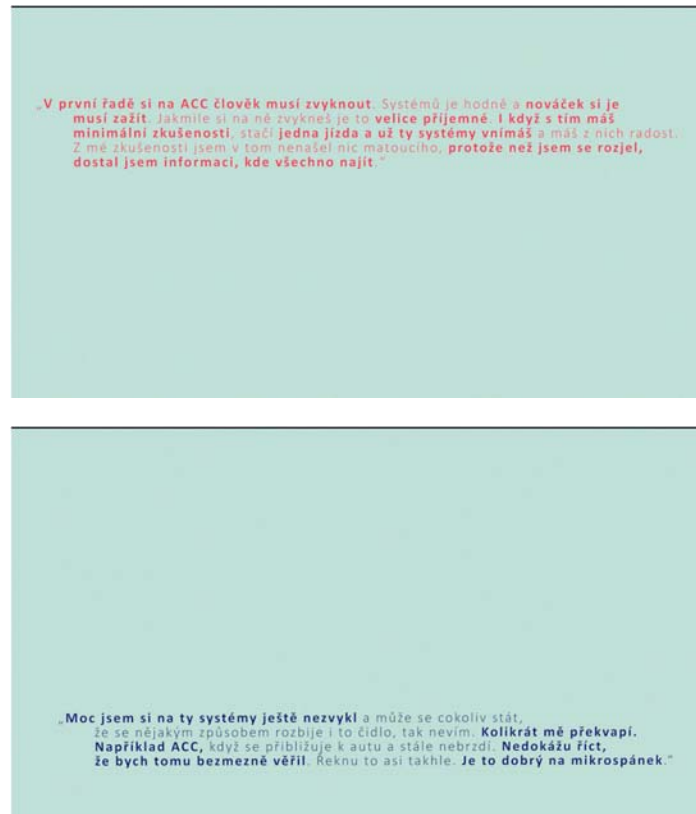 „V první řadě si na ACC člověk musí zvyknout. Systémů je hodně a nováček si je
musí zažít. Jakmile si na ně zvykneš je to velice příjemné. I když s tím máš
minimální zkušenosti, stačí jedna jízda a už ty systémy vnímáš a máš z nich radost.
Z mé zkušenosti jsem v tom nenašel nic matoucího, protože než jsem se rozjel,
dostal jsem informaci, kde všechno najít.“
„Moc jsem si na ty systémy ještě nezvykl a může se cokoliv stát,
že se nějakým způsobem rozbije i to čidlo, tak nevím. Kolikrát mě překvapí.
Například ACC, když se přibližuje k autu a stále nebrzdí. Nedokážu říct,
že bych tomu bezmezně věřil. Řeknu to asi takhle. Je to dobrý na mikrospánek.“